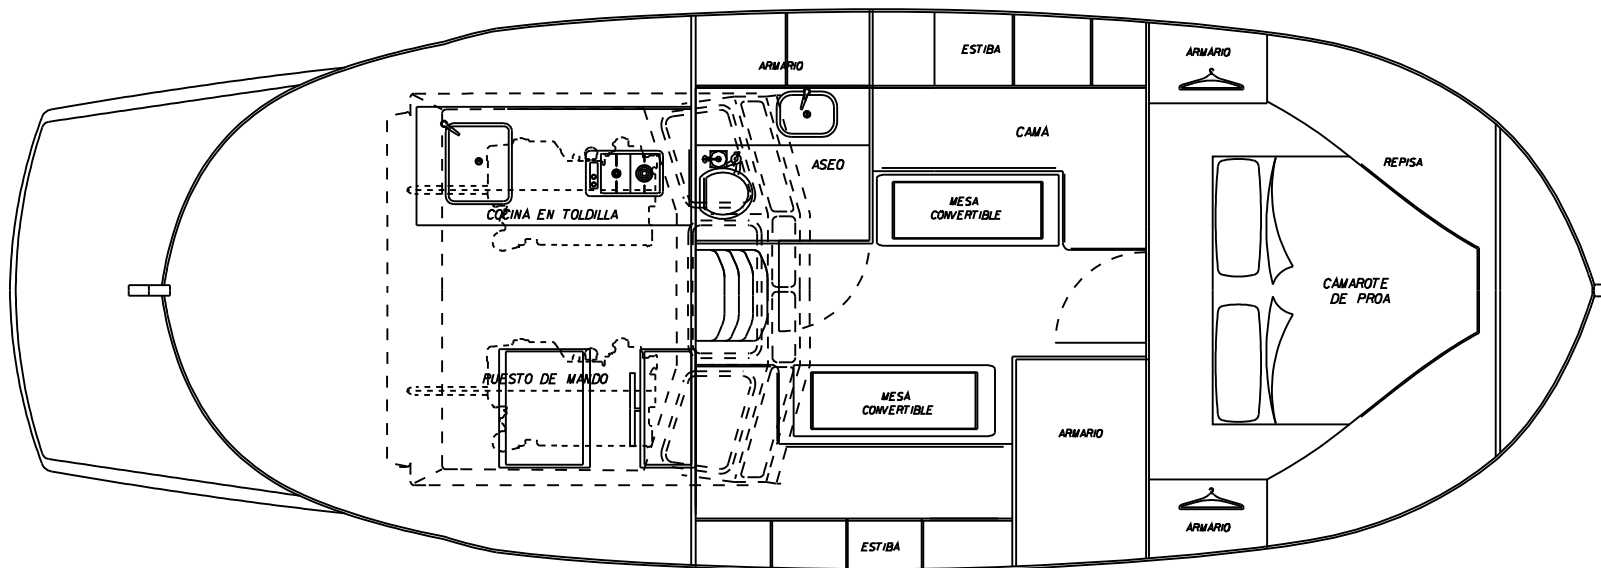 ARMARIO
ESTIBA
ARMARIO
CAMA
ASEO
REPISA
MESA
CONVERTIBLE
COCINA EN TOLDILLA
CAMAROTE
DE PROA
PUESTO DE MANDO
MESA
CONVERTIBLE
ARMARIO
ARMARIO
ESTIBA